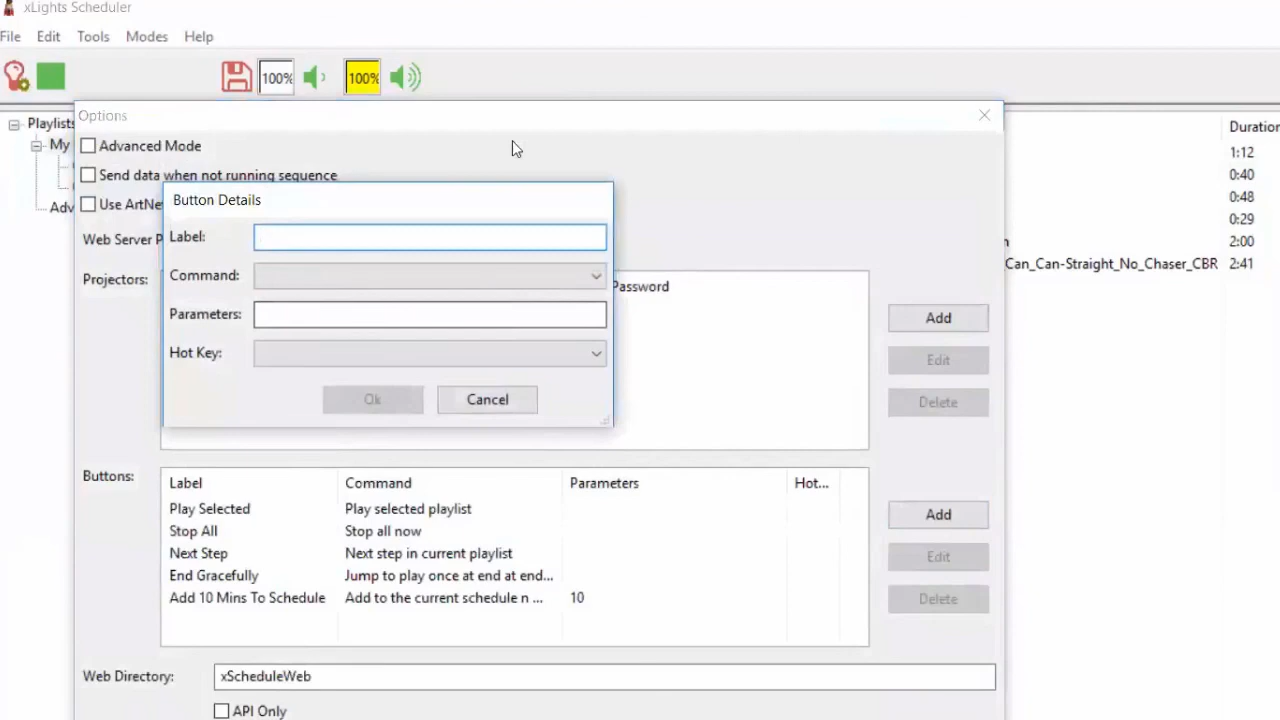 xLights Scheduler
File Edit Tools Modes Help
100% 100%
Playlists
My
Adv
Options
Advanced Mode
Send data when not running sequence
Use ArtNe
Web Server P
Projectors:
Password
Add
Edit
Delete
Button Details
Label:
Command:
Parameters:
Hot Key:
Ok Cancel
Buttons:
Label Command Parameters Hot...
Play Selected Play selected playlist
Stop All Stop all now
Next Step Next step in current playlist
End Gracefully Jump to play once at end at end...
Add 10 Mins To Schedule Add to the current schedule n ... 10
Add
Edit
Delete
Web Directory: xScheduleWeb
API Only
Duration
1:12
0:40
0:48
0:29
2:00
Can_Can-Straight_No_Chaser_CBR 2:41